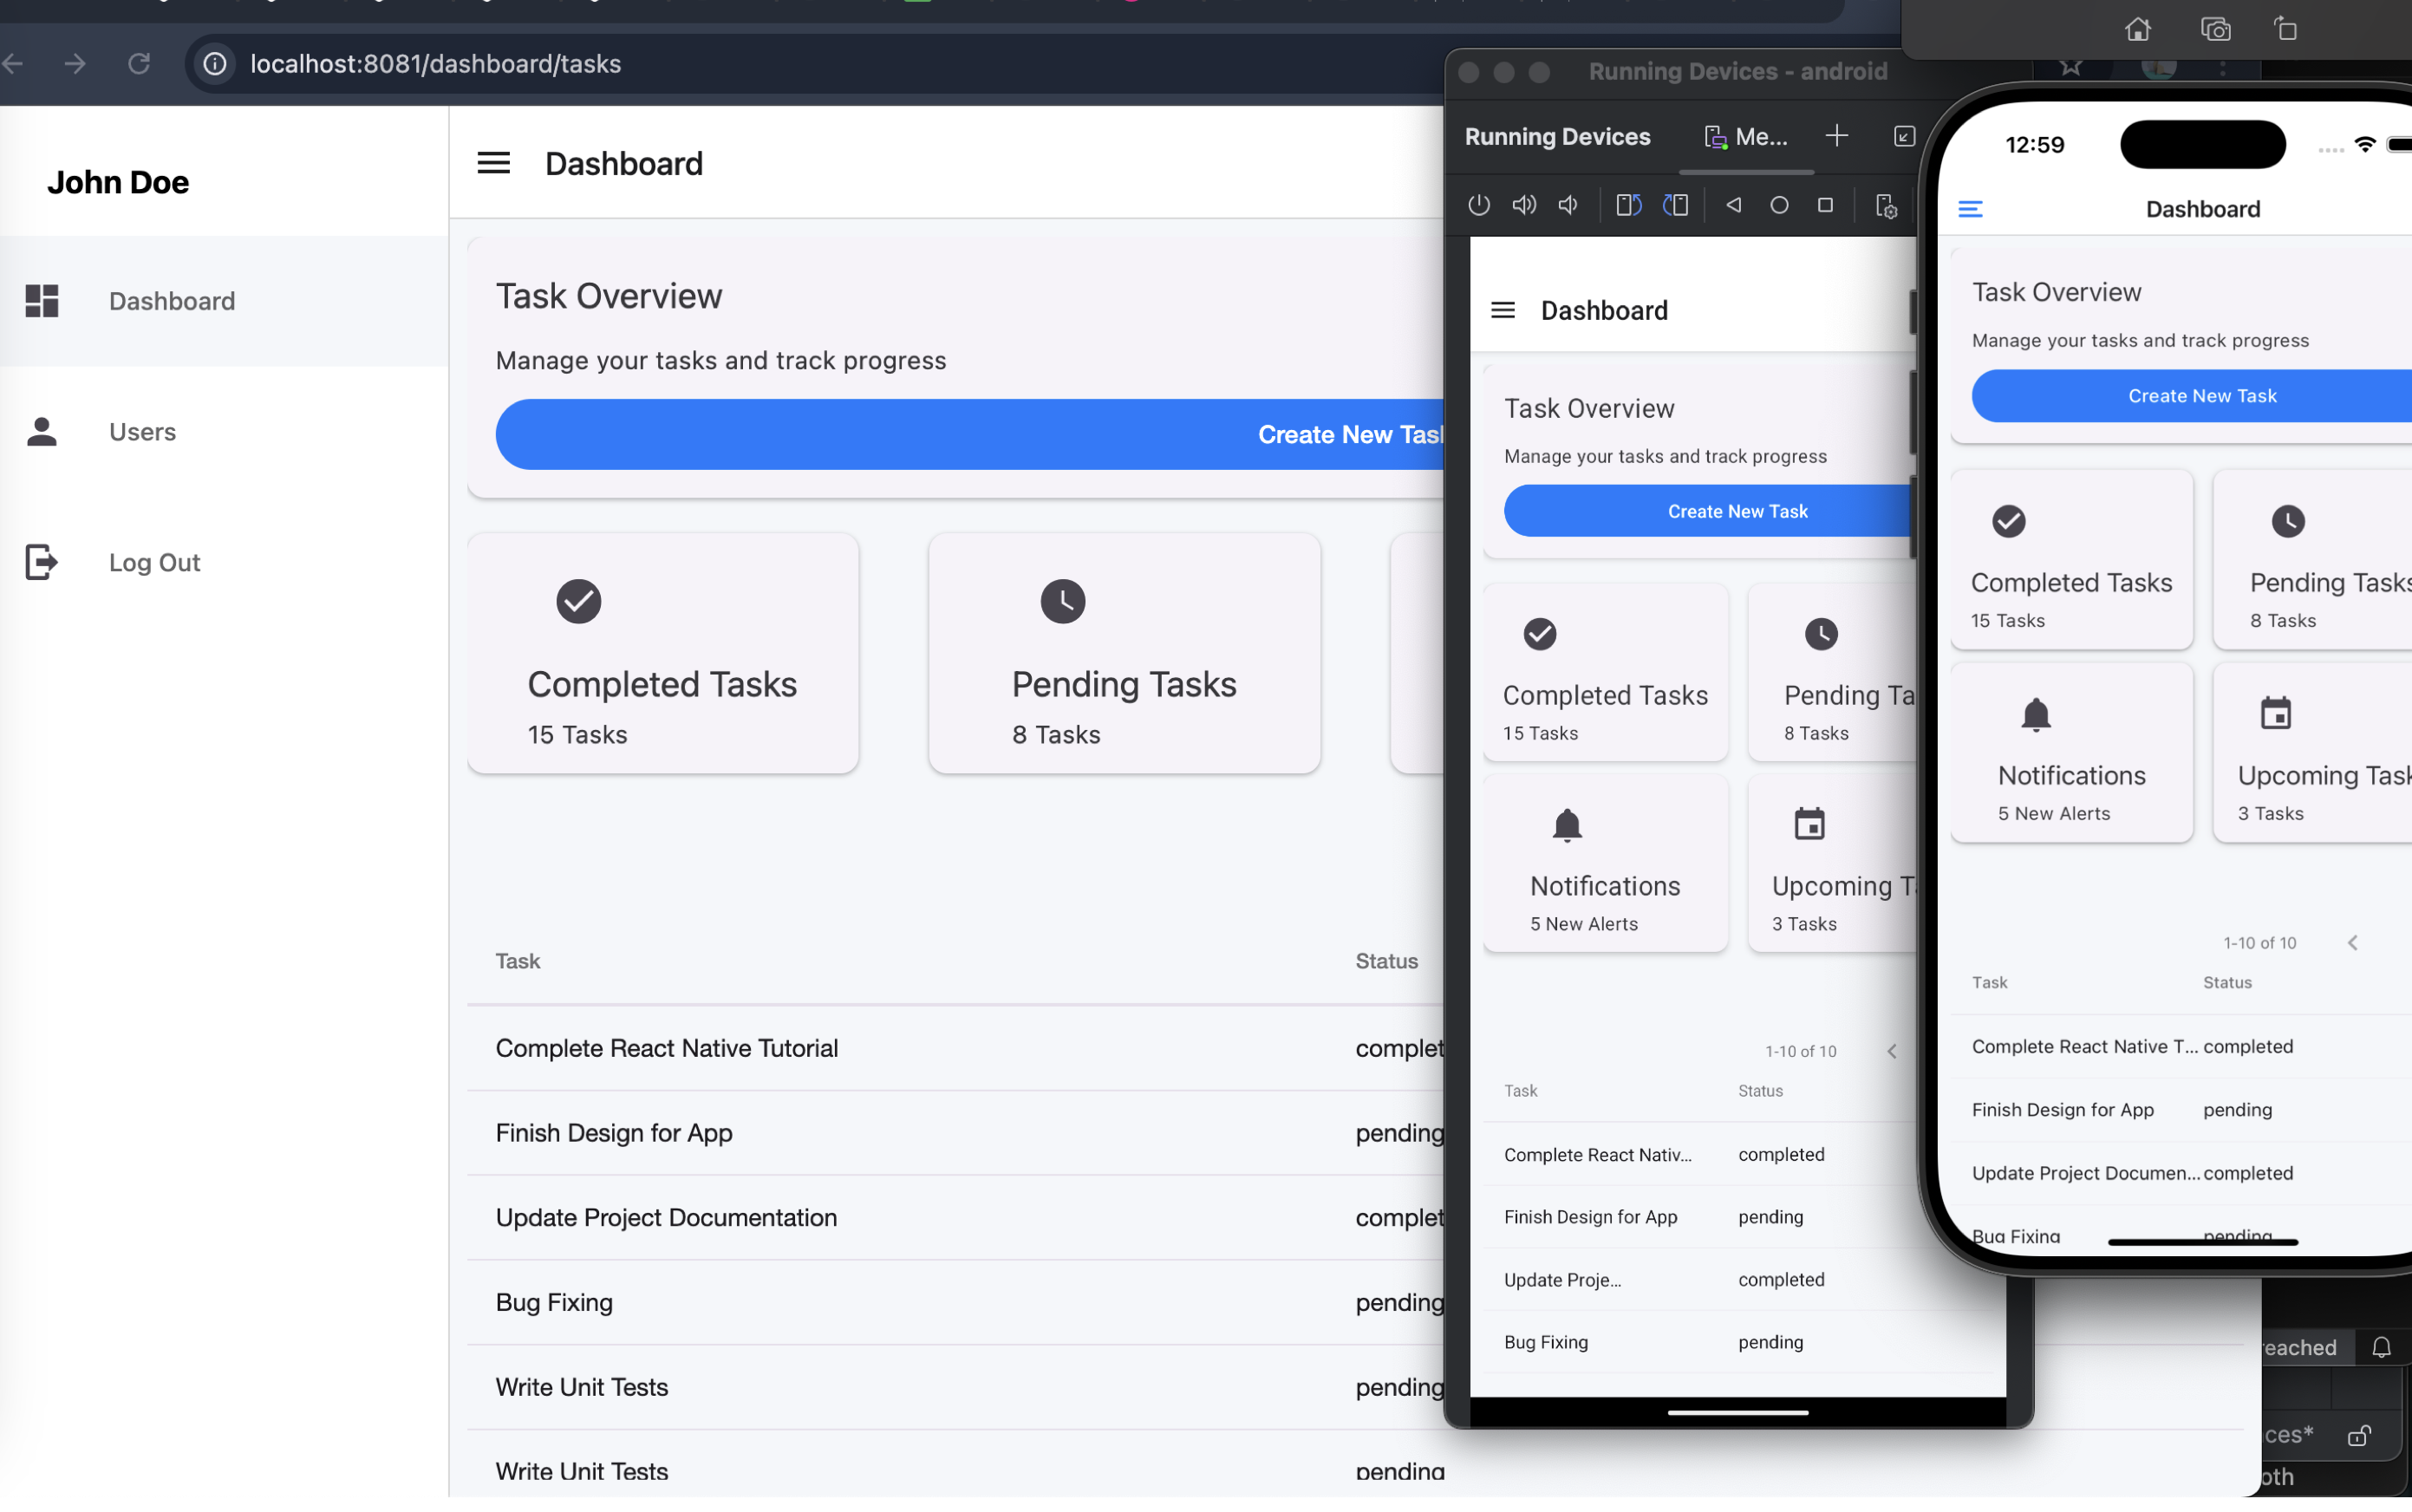 localhost:8081/dashboard/tasks
John Doe
Dashboard
Users
Log Out
Dashboard
Task Overview
Manage your tasks and track progress
Create New Tas
Completed Tasks
15 Tasks
Pending Tasks
8 Tasks
Task Status
Complete React Native Tutorial complet
Finish Design for App pending
Update Project Documentation complet
Bug Fixing pending
Write Unit Tests pending
Write Unit Tests pending
Running Devices - android
Running Devices Me...
Dashboard
Task Overview
Manage your tasks and track progress
Create New Task
Completed Tasks
15 Tasks
Pending Ta
8 Tasks
Notifications
5 New Alerts
Upcoming T
3 Tasks
1-10 of 10
Task Status
Complete React Nativ... completed
Finish Design for App pending
Update Proje... completed
Bug Fixing pending
12:59
Dashboard
Task Overview
Manage your tasks and track progress
Create New Task
Completed Tasks
15 Tasks
Pending Tasks
8 Tasks
Notifications
5 New Alerts
Upcoming Task
3 Tasks
1-10 of 10
Task Status
Complete React Native T... completed
Finish Design for App pending
Update Project Documen... completed
Bug Fixing pending
reached
ces*
oth